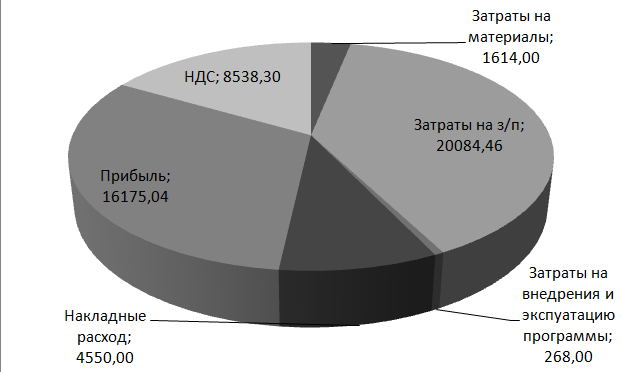 Затраты на
материалы;
1614,00
НДС; 8538,30
Затраты на з/п;
20084,46
Прибыль;
16175,04
Затраты на
внедрения и
экспуатацию
программы;
268,00
Накладные
расход;
4550,00